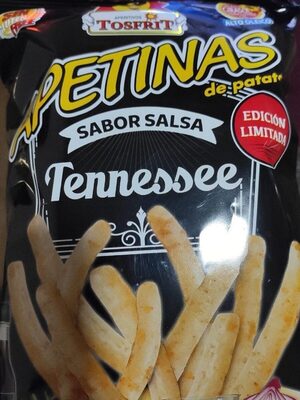 APERITIVOS
TOSFRIT
ALTO OLEICO
APETINAS
de patata
EDICIÓN
LIMITADA
SABOR SALSA
Tennessee